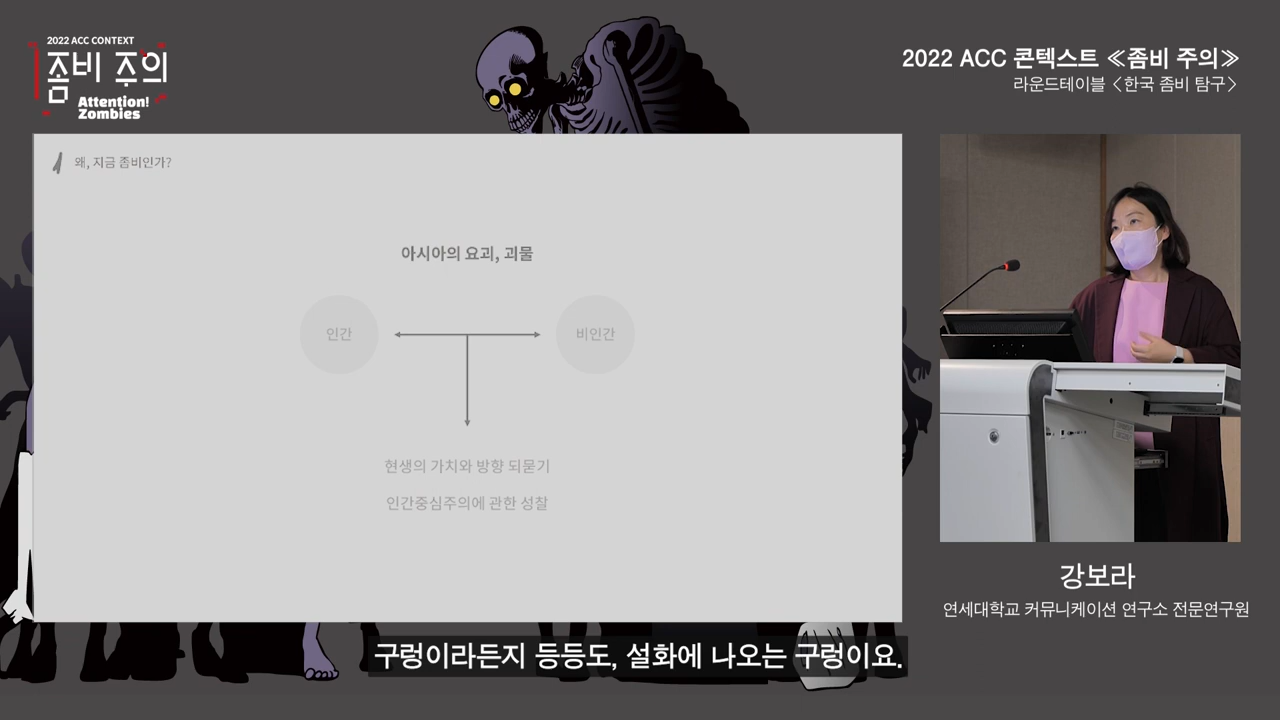 2022 ACC CONTEXT
좀비 주의
Attention!
Zombies
2022 ACC 콘텍스트 ≪좀비 주의≫
라운드테이블 〈한국 좀비 탐구〉
왜, 지금 좀비인가?
아시아의 요괴, 괴물
인간
비인간
현생의 가치와 방향 되묻기
인간중심주의에 관한 성찰
강보라
연세대학교 커뮤니케이션 연구소 전문연구원
구렁이라든지 등등도, 설화에 나오는 구렁이요.